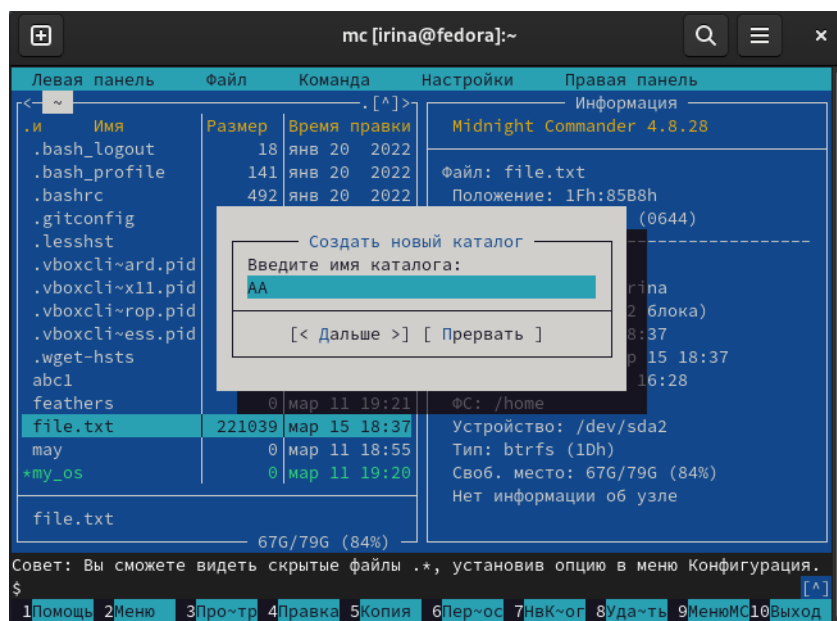 mc [irina@fedora]:~
Левая панель Файл Команда Настройки Правая панель
<─ ~ ─.[^]>
Информация
.и Имя Размер Время правки
Midnight Commander 4.8.28
.bash_logout 18 янв 20 2022
.bash_profile 141 янв 20 2022
Файл: file.txt
.bashrc 492 янв 20 2022
Положение: 1Fh:85B8h
.gitconfig
(0644)
.lesshst
Создать новый каталог
.vboxcli~ard.pid
Введите имя каталога:
.vboxcli~x11.pid
AA
rina
.vboxcli~rop.pid
2 блока)
.vboxcli~ess.pid
[< Дальше >] [ Прервать ]
8:37
.wget-hsts
р 15 18:37
abc1
16:28
feathers 0 мар 11 19:21
ФС: /home
file.txt 221039 мар 15 18:37
Устройство: /dev/sda2
may 0 мар 11 18:55
Тип: btrfs (1Dh)
*my_os 0 мар 11 19:20
Своб. место: 67G/79G (84%)
Нет информации об узле
file.txt
67G/79G (84%)
Совет: Вы сможете видеть скрытые файлы .*, установив опцию в меню Конфигурация.
$ [^]
1Помощь 2Меню 3Про~тр 4Правка 5Копия 6Пер~ос 7НвК~ог 8Уда~ть 9МенюMC 10Выход